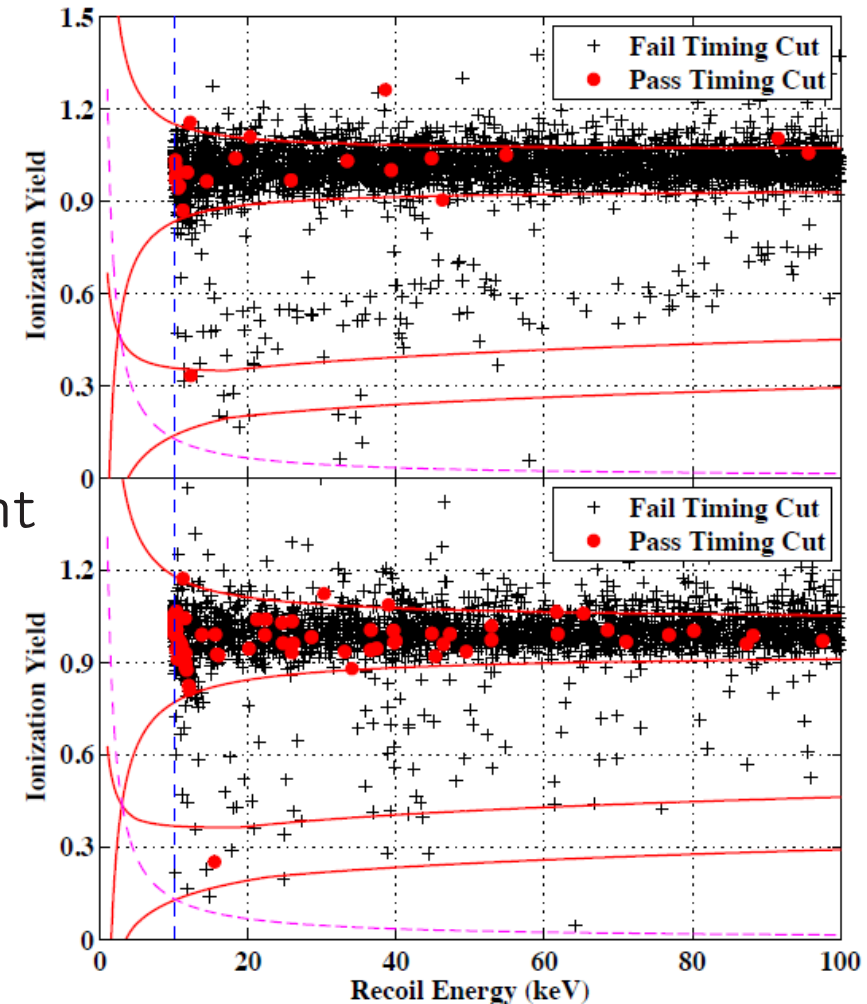 1.5
1.2
0.9
0.6
0.3
0
Ionization Yield
+ Fail Timing Cut
● Pass Timing Cut
nt
1.2
0.9
0.6
0.3
0
Ionization Yield
+ Fail Timing Cut
● Pass Timing Cut
0 20 40 60 80 100
Recoil Energy (keV)